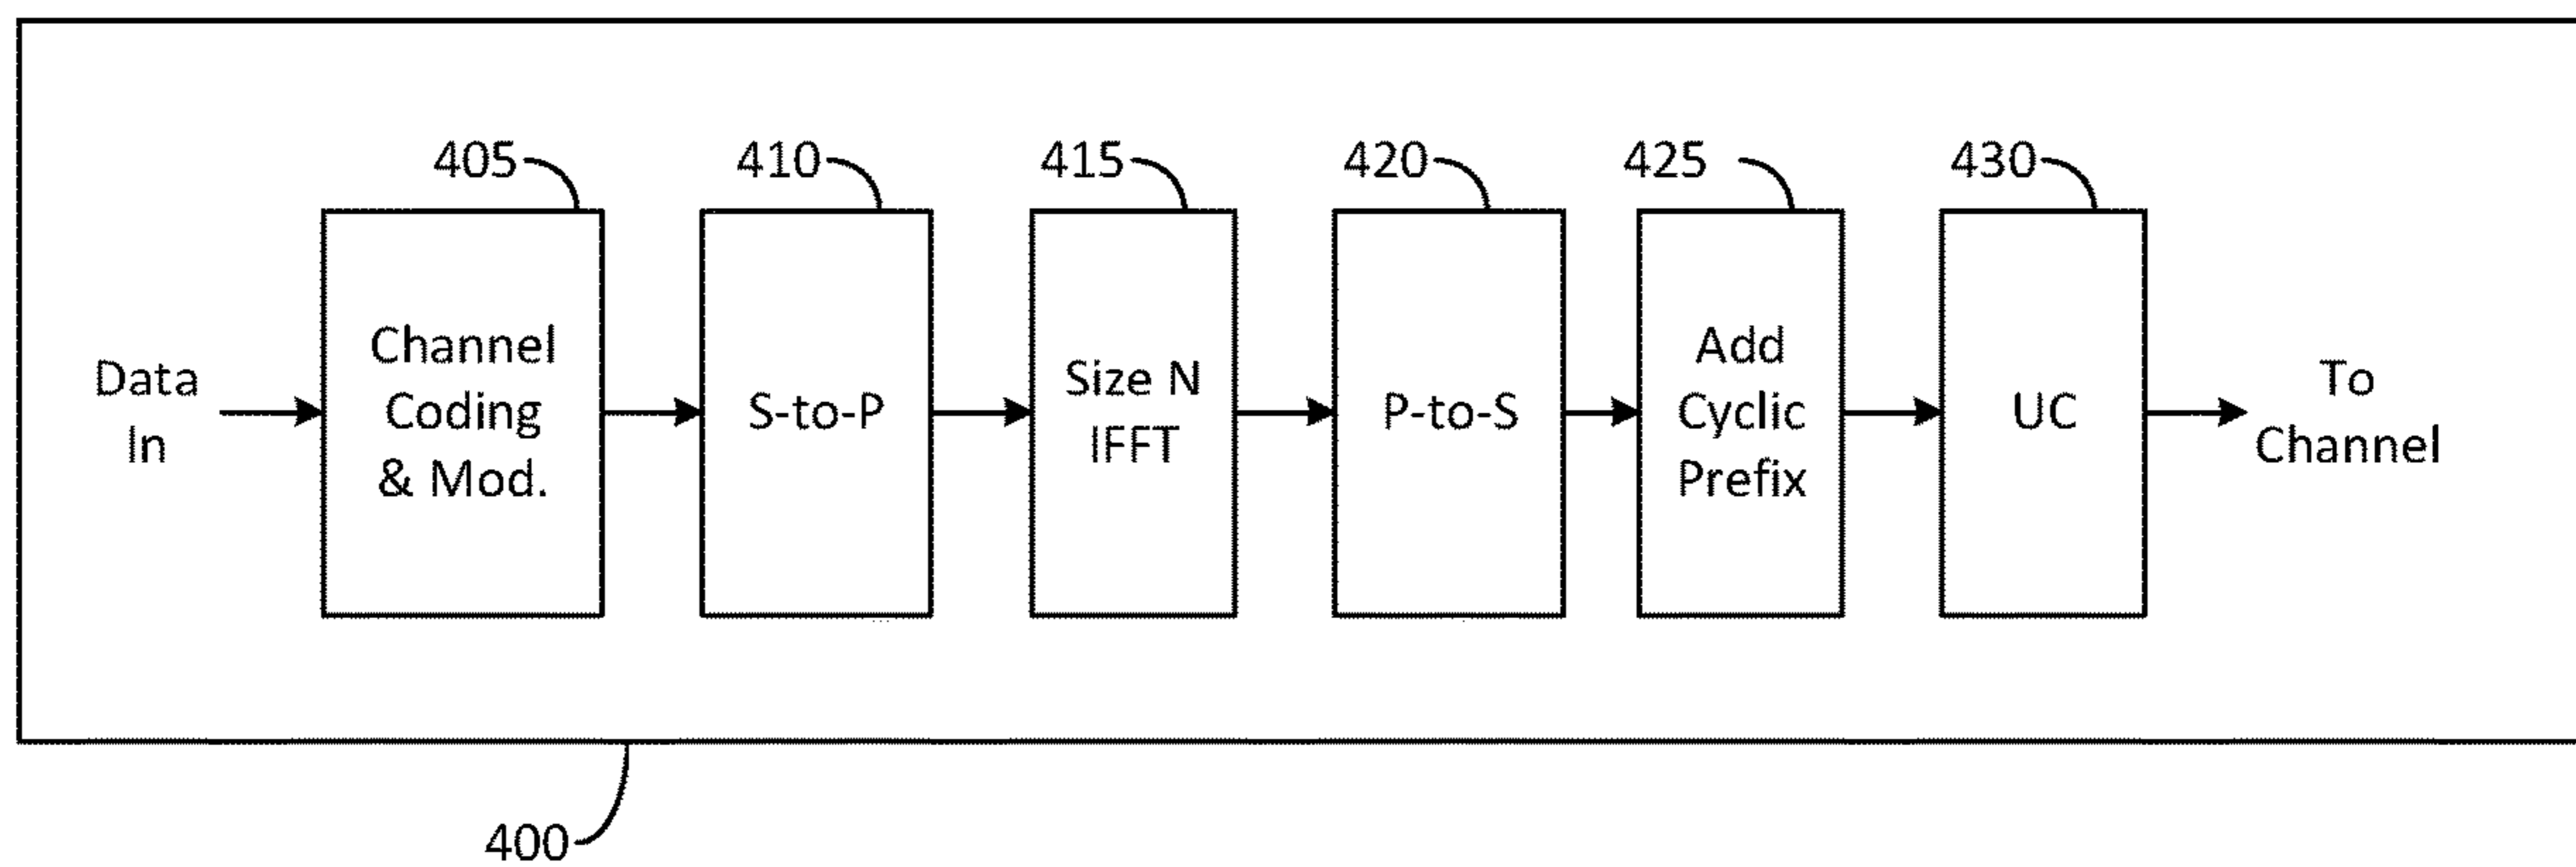 405
410
415
420
425
430
Data
In
Channel
Coding
& Mod.
S-to-P
Size N
IFFT
P-to-S
Add
Cyclic
Prefix
UC
To
Channel
400